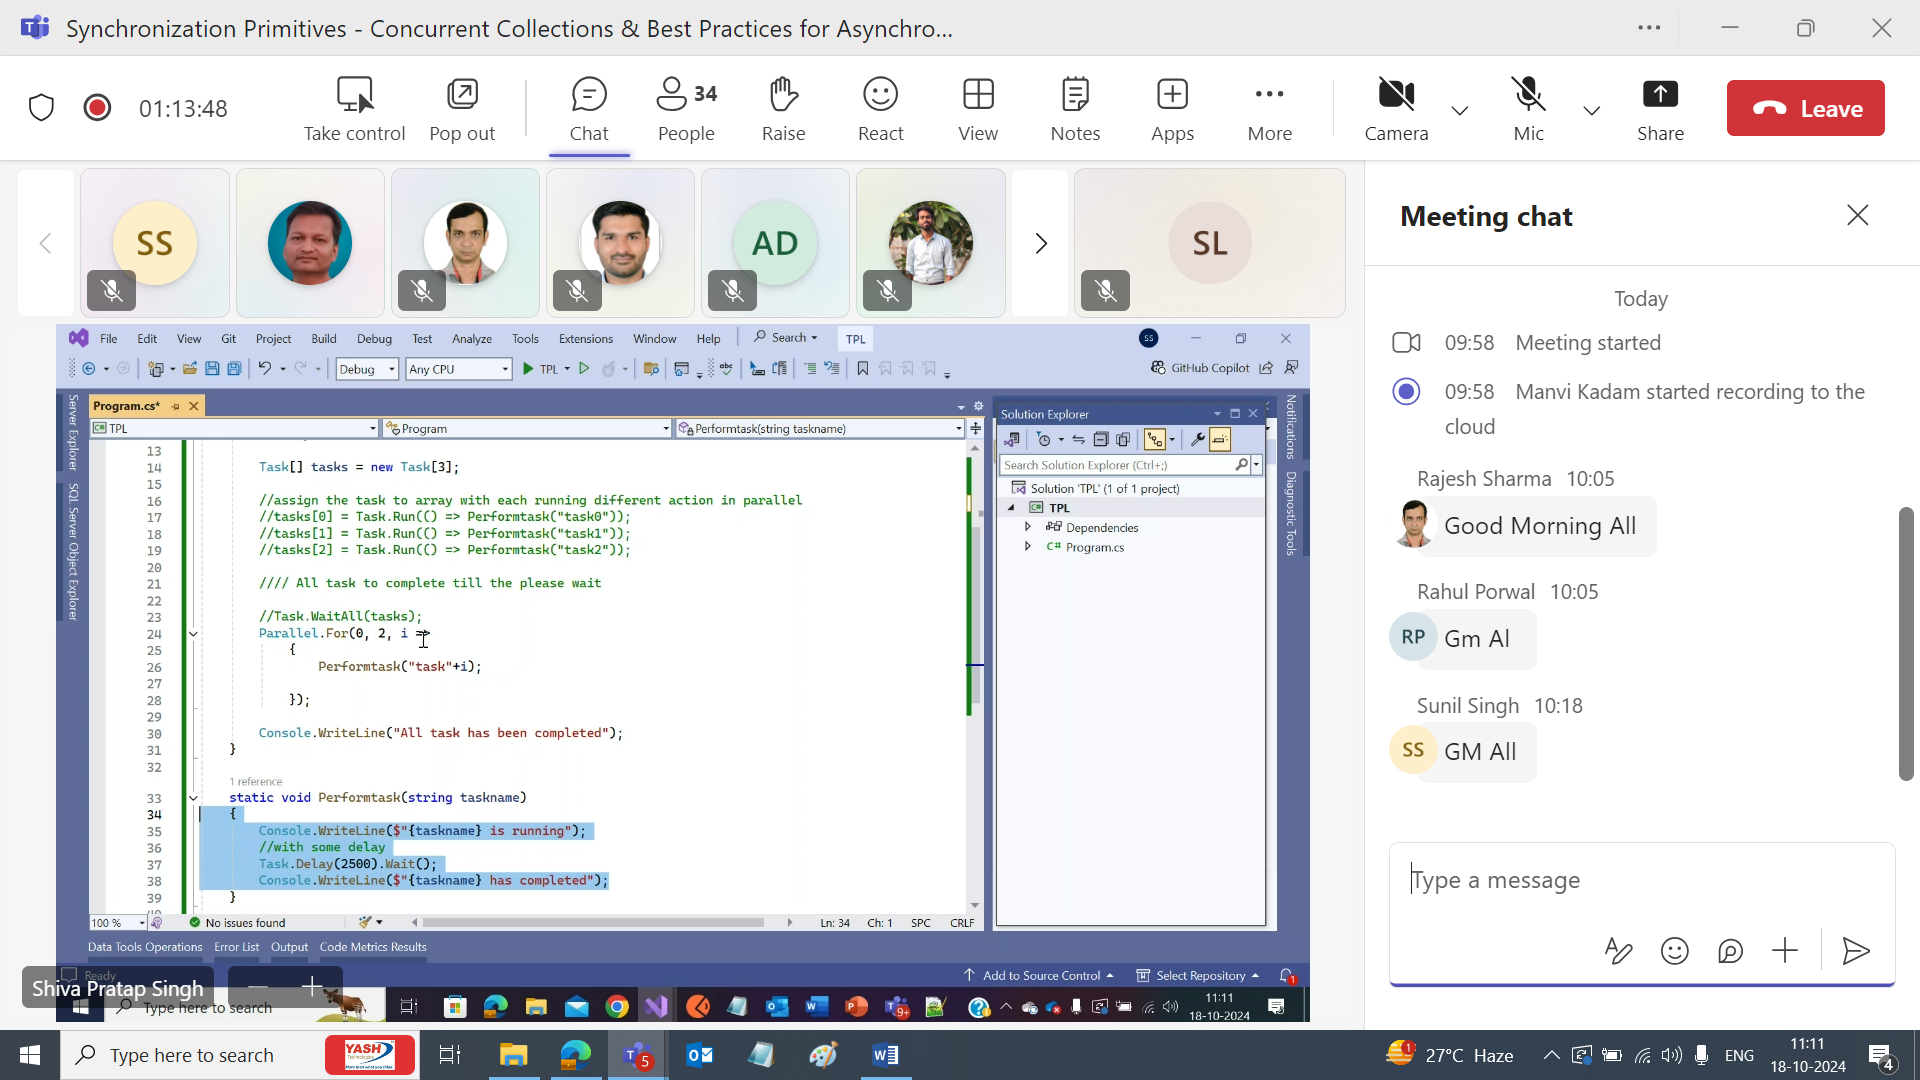 Synchronization Primitives - Concurrent Collections & Best Practices for Asynchro...
01:13:48
Take control
Pop out
Chat
34
People
Raise
React
View
Notes
Apps
More
Camera
Mic
Share
Leave
SS
AD
SL
File Edit View Git Project Build Debug Test Analyze Tools Extensions Window Help Search TPL
SS
Debug Any CPU TPL GitHub Copilot
Server Explorer
SQL Server Object Explorer
Program.cs*
TPL Program Performtask(string taskname)
13
14 Task[] tasks = new Task[3];
15
16 //assign the task to array with each running different action in parallel
17 //tasks[0] = Task.Run(() => Performtask("task0"));
18 //tasks[1] = Task.Run(() => Performtask("task1"));
19 //tasks[2] = Task.Run(() => Performtask("task2"));
20
21 //// All task to complete till the please wait
22
23 //Task.WaitAll(tasks);
24 Parallel.For(0, 2, i =>
25 {
26 Performtask("task"+i);
27
28 });
29
30 Console.WriteLine("All task has been completed");
31 }
32
1 reference
33 static void Performtask(string taskname)
34 {
35 Console.WriteLine($"{taskname} is running");
36 //with some delay
37 Task.Delay(2500).Wait();
38 Console.WriteLine($"{taskname} has completed");
39 }
100 % No issues found Ln: 34 Ch: 1 SPC CRLF
Solution Explorer
Search Solution Explorer (Ctrl+;)
Solution 'TPL' (1 of 1 project)
TPL
Dependencies
C# Program.cs
Notifications
Diagnostic Tools
Data Tools Operations Error List Output Code Metrics Results
Ready
Add to Source Control Select Repository 1
Shiva Pratap Singh
Type here to search
9+
11:11
18-10-2024
Meeting chat
Today
09:58 Meeting started
09:58 Manvi Kadam started recording to the
cloud
Rajesh Sharma 10:05
Good Morning All
Rahul Porwal 10:05
RP Gm Al
Sunil Singh 10:18
SS GM All
Type a message
Type here to search
YASH
5
1
27°C Haze
ENG
11:11
18-10-2024
4